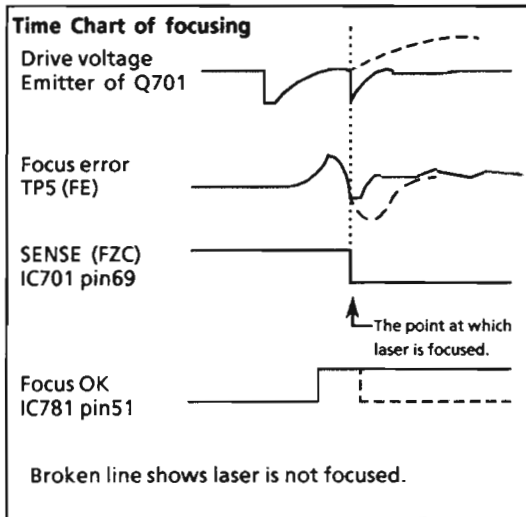 Time Chart of focusing
Drive voltage
Emitter of Q701
Focus error
TP5 (FE)
SENSE (FZC)
IC701 pin69
The point at which
laser is focused.
Focus OK
IC781 pin51
Broken line shows laser is not focused.